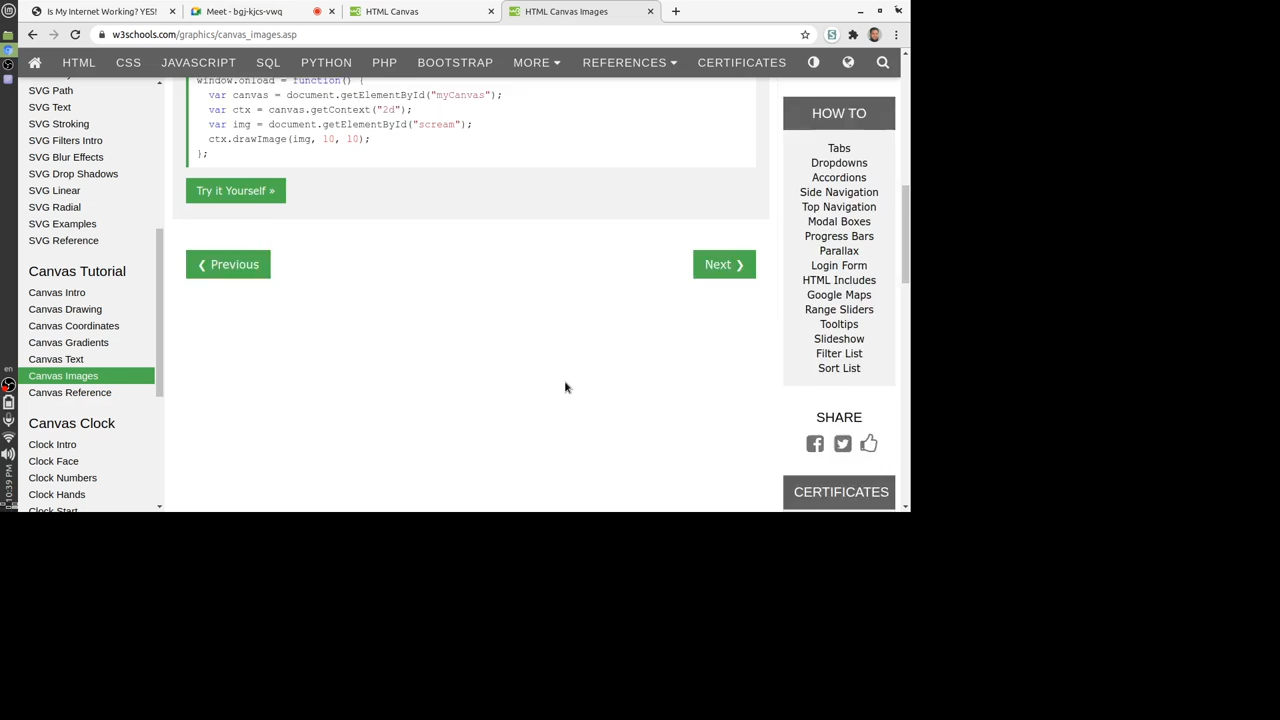 Is My Internet Working? YES!
Meet - bgj-kjcs-vwq
HTML Canvas
HTML Canvas Images
w3schools.com/graphics/canvas_images.asp
HTML CSS JAVASCRIPT SQL PYTHON PHP BOOTSTRAP MORE REFERENCES CERTIFICATES
SVG Path
SVG Text
SVG Stroking
SVG Filters Intro
SVG Blur Effects
SVG Drop Shadows
SVG Linear
SVG Radial
SVG Examples
SVG Reference
Canvas Tutorial
Canvas Intro
Canvas Drawing
Canvas Coordinates
Canvas Gradients
Canvas Text
Canvas Images
Canvas Reference
Canvas Clock
Clock Intro
Clock Face
Clock Numbers
Clock Hands
Clock Start
window.onload = function() {
var canvas = document.getElementById("myCanvas");
var ctx = canvas.getContext("2d");
var img = document.getElementById("scream");
ctx.drawImage(img, 10, 10);
};
Try it Yourself »
❮ Previous
Next ❯
HOW TO
Tabs
Dropdowns
Accordions
Side Navigation
Top Navigation
Modal Boxes
Progress Bars
Parallax
Login Form
HTML Includes
Google Maps
Range Sliders
Tooltips
Slideshow
Filter List
Sort List
SHARE
CERTIFICATES
en
10:39 PM